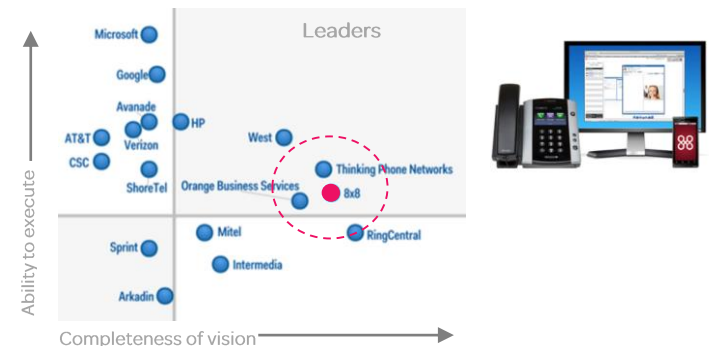 Leaders
Microsoft
Google
Avanade
HP
AT&T
Verizon
West
CSC
Thinking Phone Networks
ShoreTel
Orange Business Services
8x8
Mitel
RingCentral
Sprint
Intermedia
Arkadin
Ability to execute
Completeness of vision